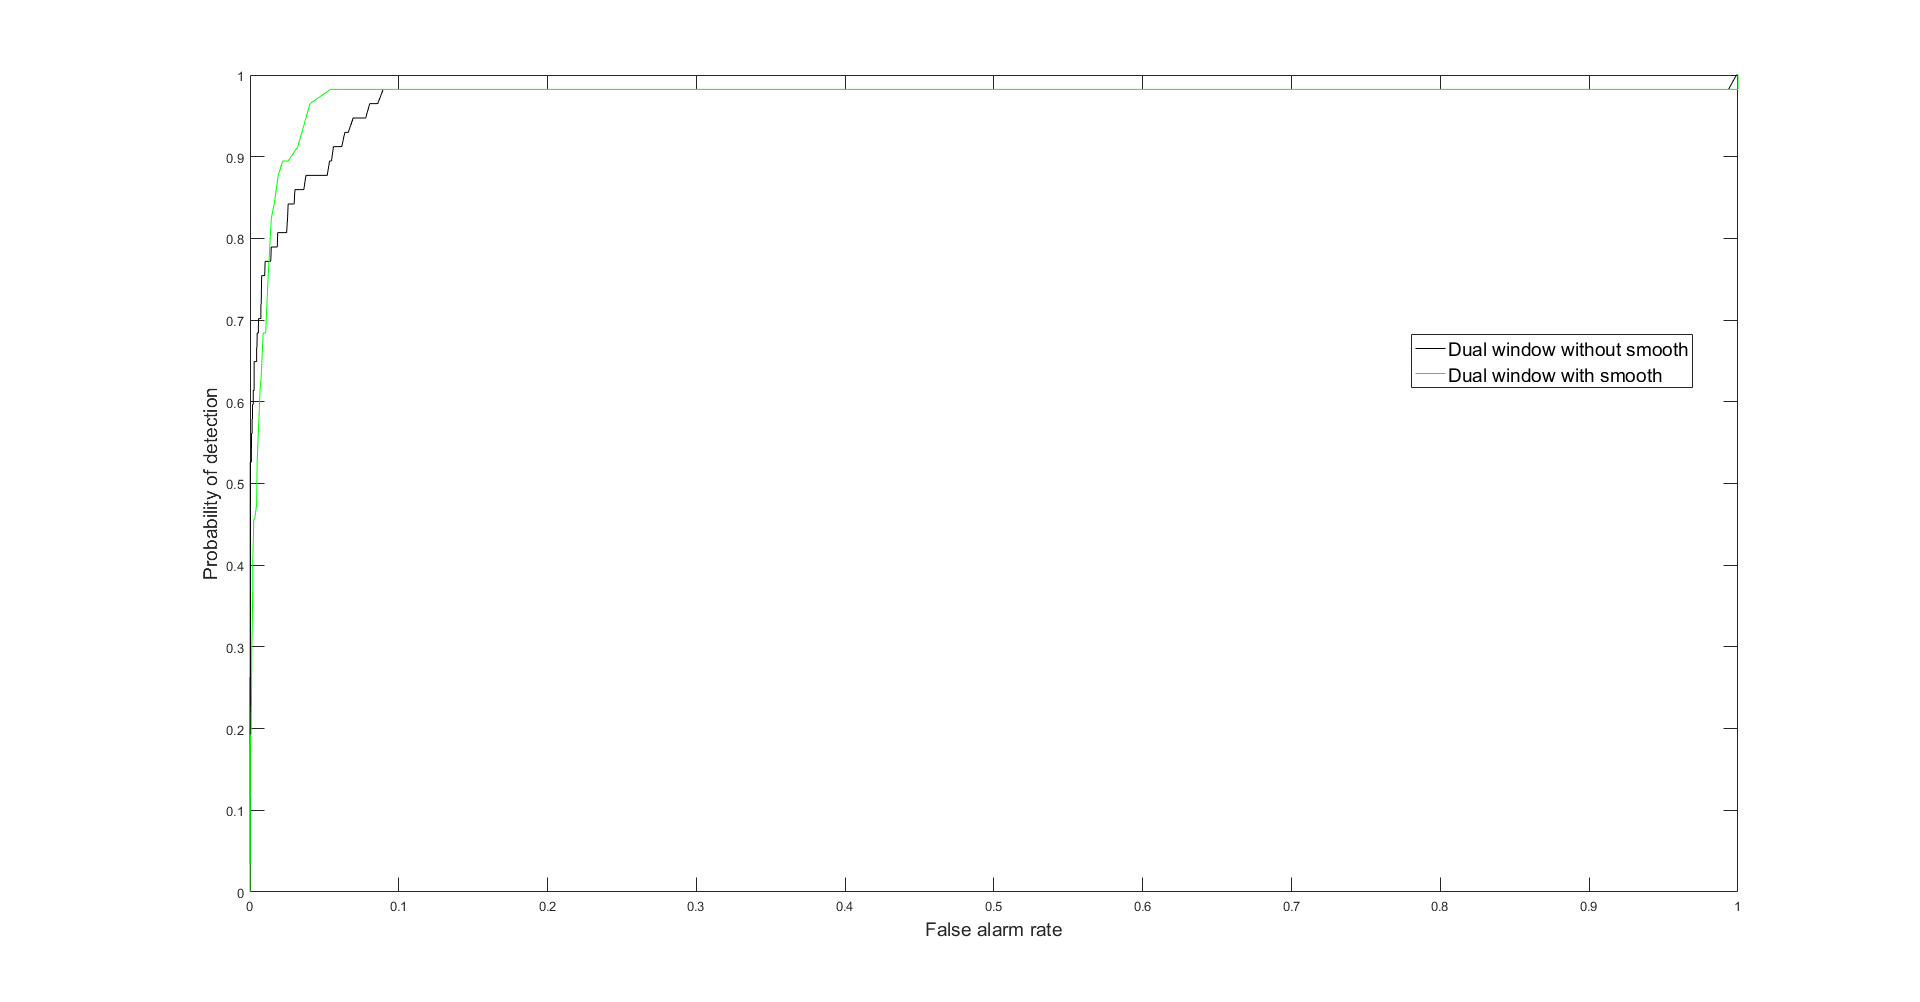 1
0.9
0.8
0.7
0.6
0.5
0.4
0.3
0.2
0.1
0
Probability of detection
Dual window without smooth
Dual window with smooth
0 0.1 0.2 0.3 0.4 0.5 0.6 0.7 0.8 0.9 1
False alarm rate